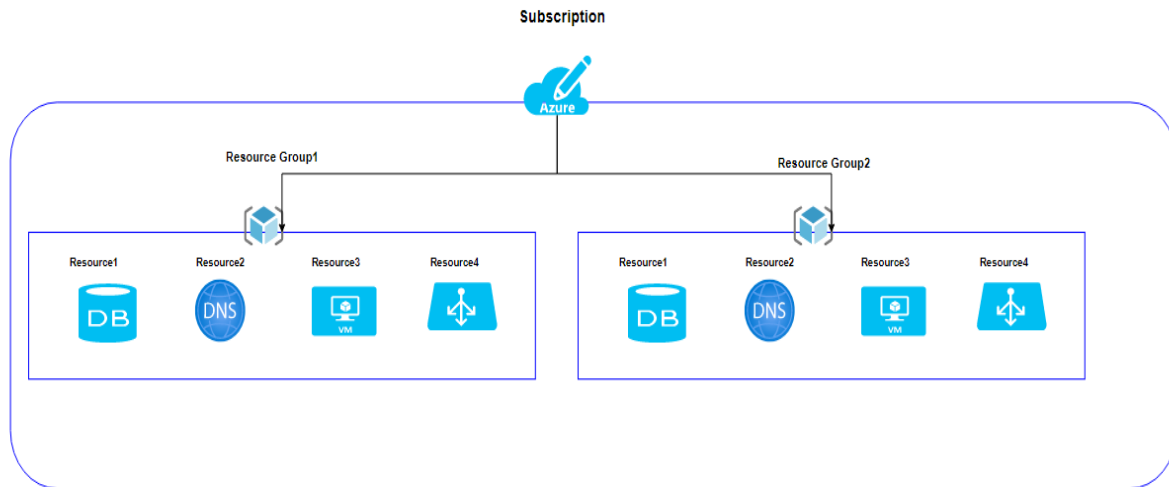 Subscription
Azure
Resource Group1
Resource Group2
Resource1 Resource2 Resource3 Resource4
DB DNS VM
Resource1 Resource2 Resource3 Resource4
DB DNS VM